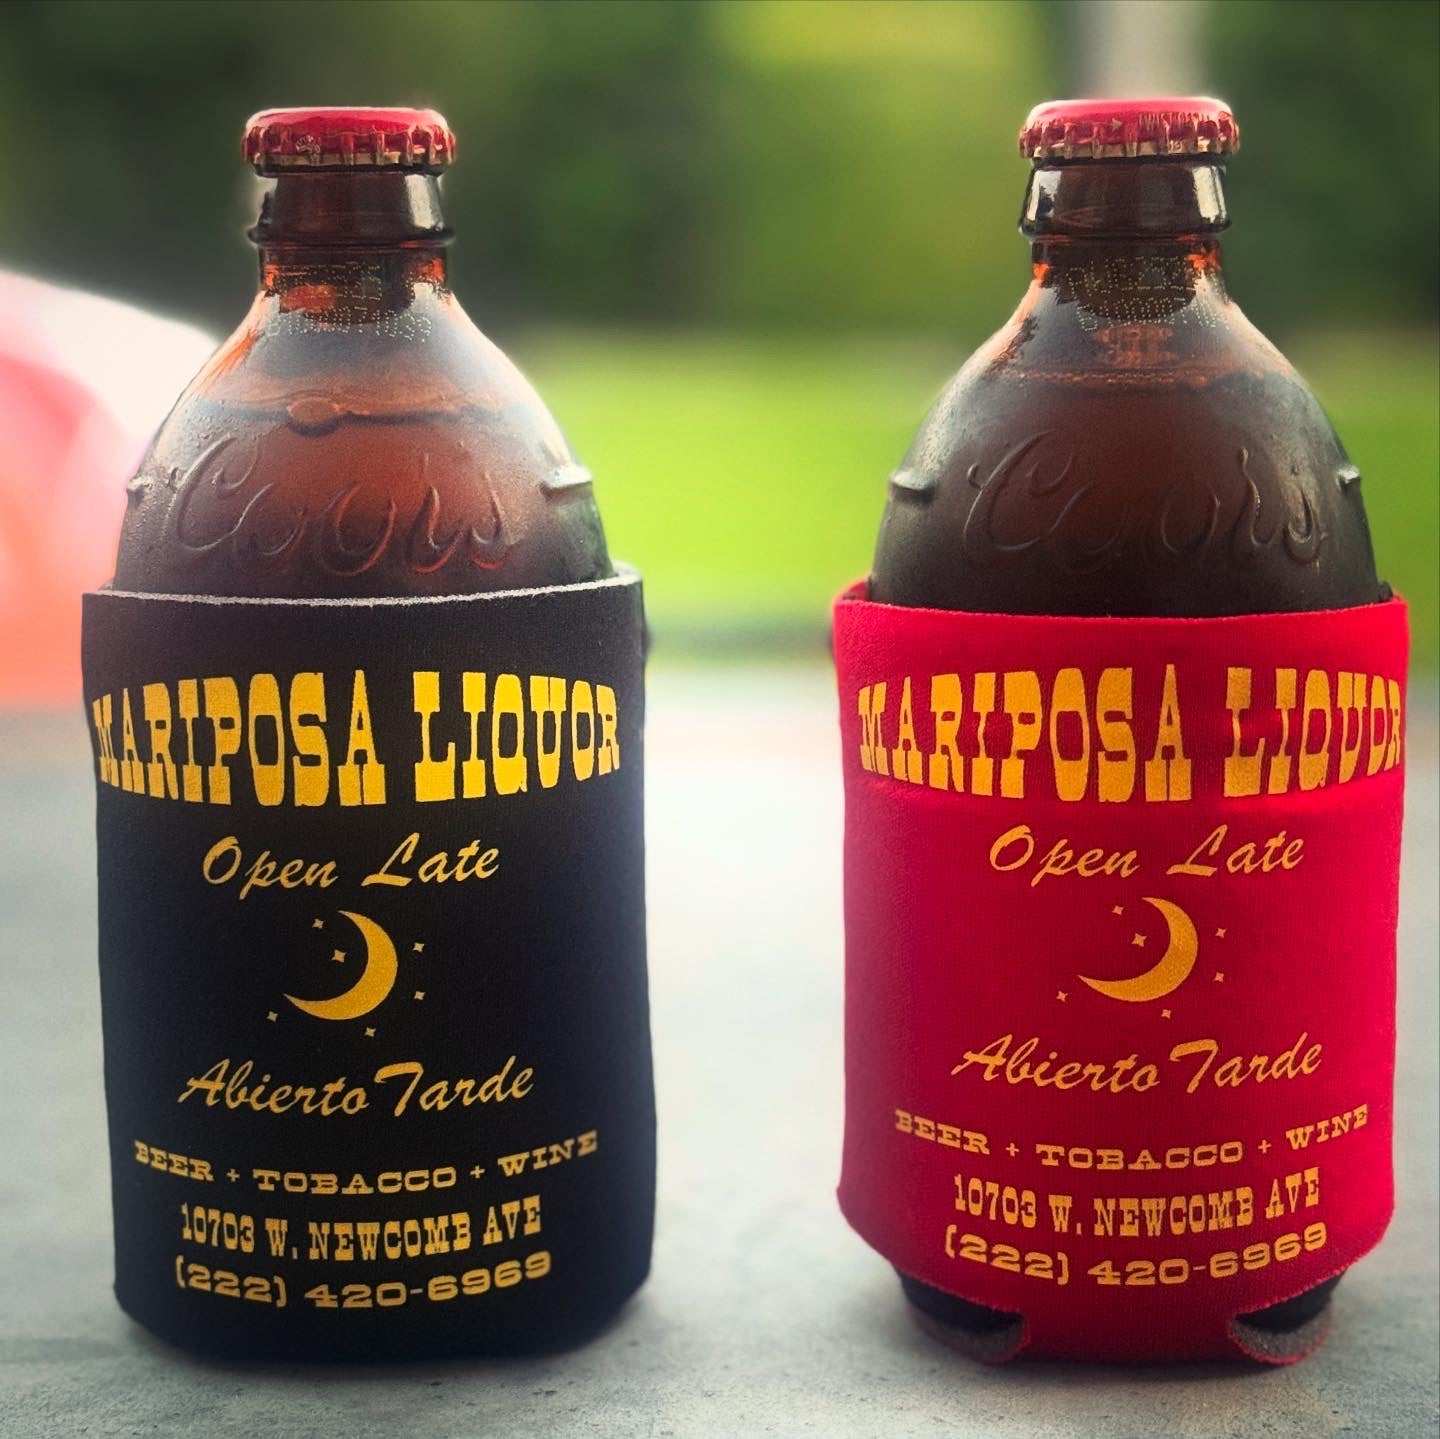 Coors
MARIPOSA LIQUOR
Open Late
Abierto Tarde
BEER + TOBACCO + WINE
10703 W. NEWCOMB AVE
(222) 420-6969
Coors
MARIPOSA LIQUOR
Open Late
Abierto Tarde
BEER + TOBACCO + WINE
10703 W. NEWCOMB AVE
(222) 420-6969